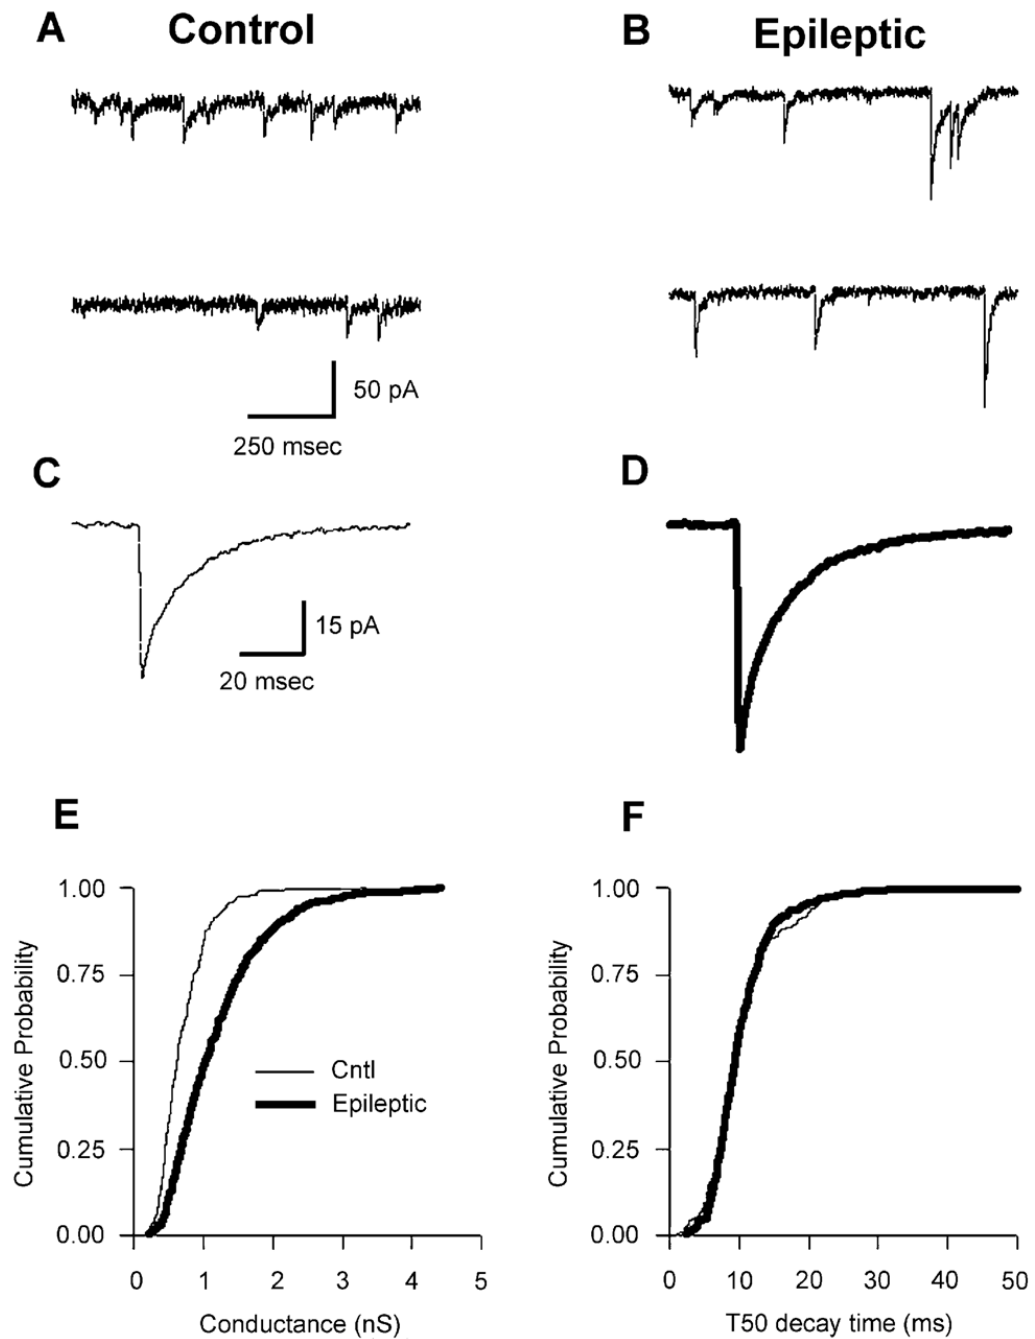 A Control
B Epileptic
50 pA
250 msec
C
D
15 pA
20 msec
E
F
1.00
0.75
0.50
0.25
0.00
Cumulative Probability
Cntl
Epileptic
0 1 2 3 4 5
Conductance (nS)
1.00
0.75
0.50
0.25
0.00
Cumulative Probability
0 10 20 30 40 50
T50 decay time (ms)